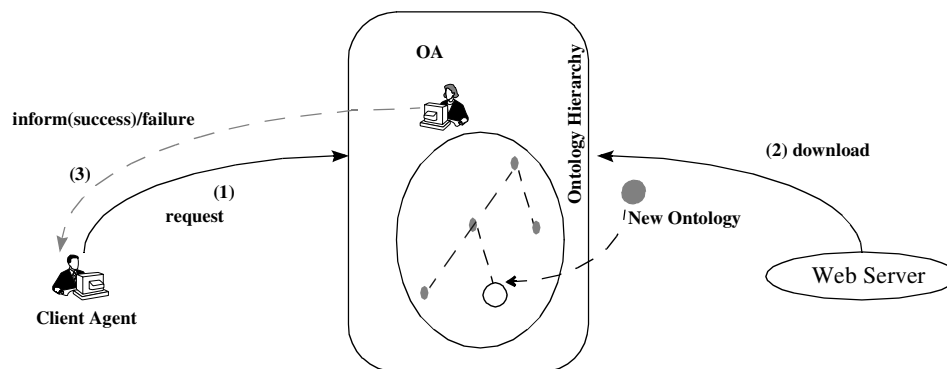 OA
Ontology Hierarchy
inform(success)/failure
(3)
(1)
request
Client Agent
(2) download
New Ontology
Web Server